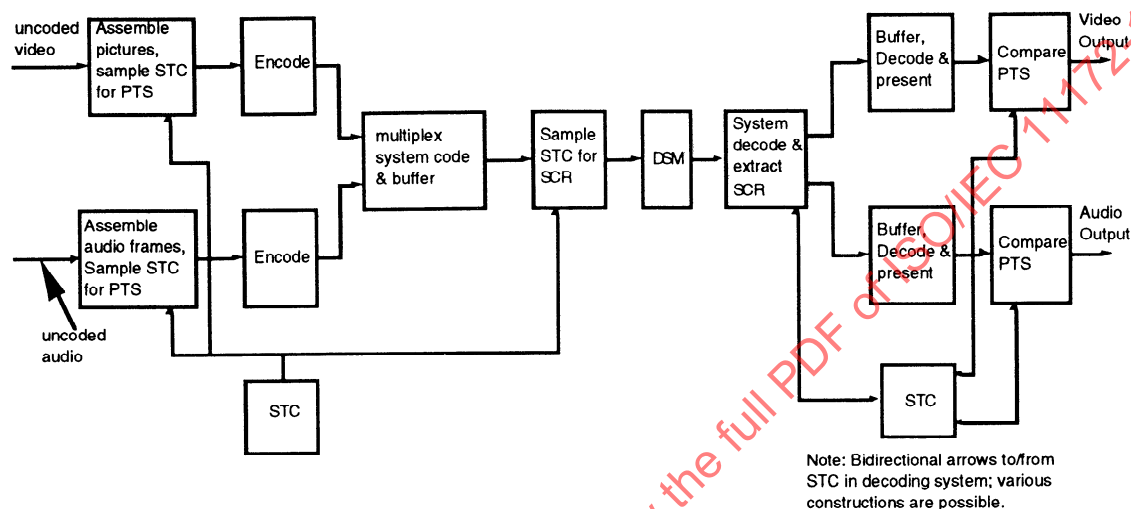 uncoded
video
Assemble
pictures,
sample STC
for PTS
Encode
multiplex
system code
& buffer
Sample
STC for
SCR
DSM
System
decode &
extract
SCR
Buffer,
Decode &
present
Compare
PTS
Video
Output
Assemble
audio frames,
Sample STC
for PTS
Encode
uncoded
audio
STC
Buffer,
Decode &
present
Compare
PTS
Audio
Output
STC
Note: Bidirectional arrows to/from
STC in decoding system; various
constructions are possible.
the full PDF of ISO/IEC 11172-